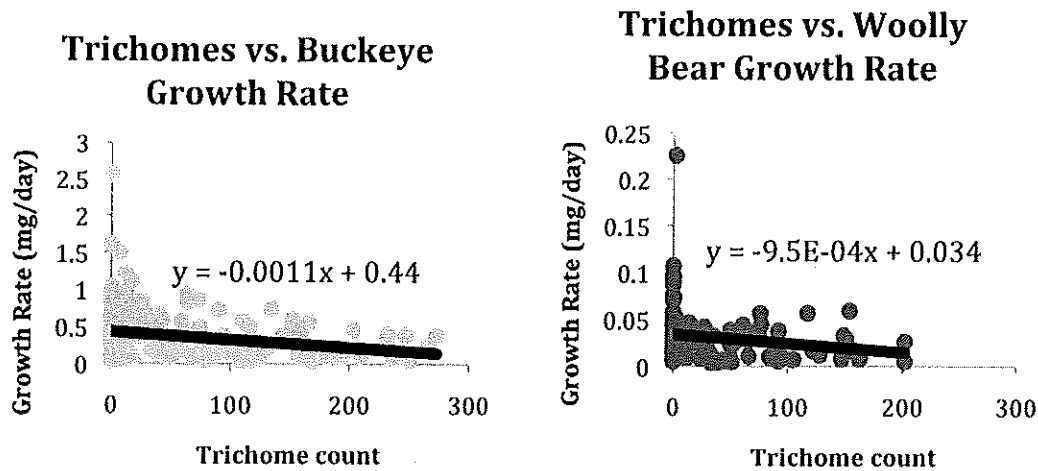 Trichomes vs. Buckeye
Growth Rate
Growth Rate (mg/day)
3
2.5
2
1.5
1
0.5
0
y = -0.0011x + 0.44
0
100
200
300
Trichome count
Trichomes vs. Woolly
Bear Growth Rate
Growth Rate (mg/day)
0.25
0.2
0.15
0.1
0.05
0
y = -9.5E-04x + 0.034
0
100
200
300
Trichome count